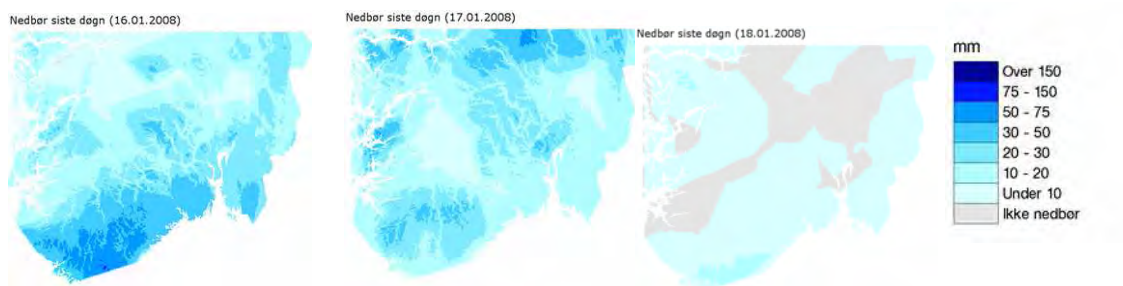 Nedbør siste døgn (16.01.2008)
Nedbør siste døgn (17.01.2008)
Nedbør siste døgn (18.01.2008)
mm
Over 150
75 - 150
50 - 75
30 - 50
20 - 30
10 - 20
Under 10
Ikke nedbør